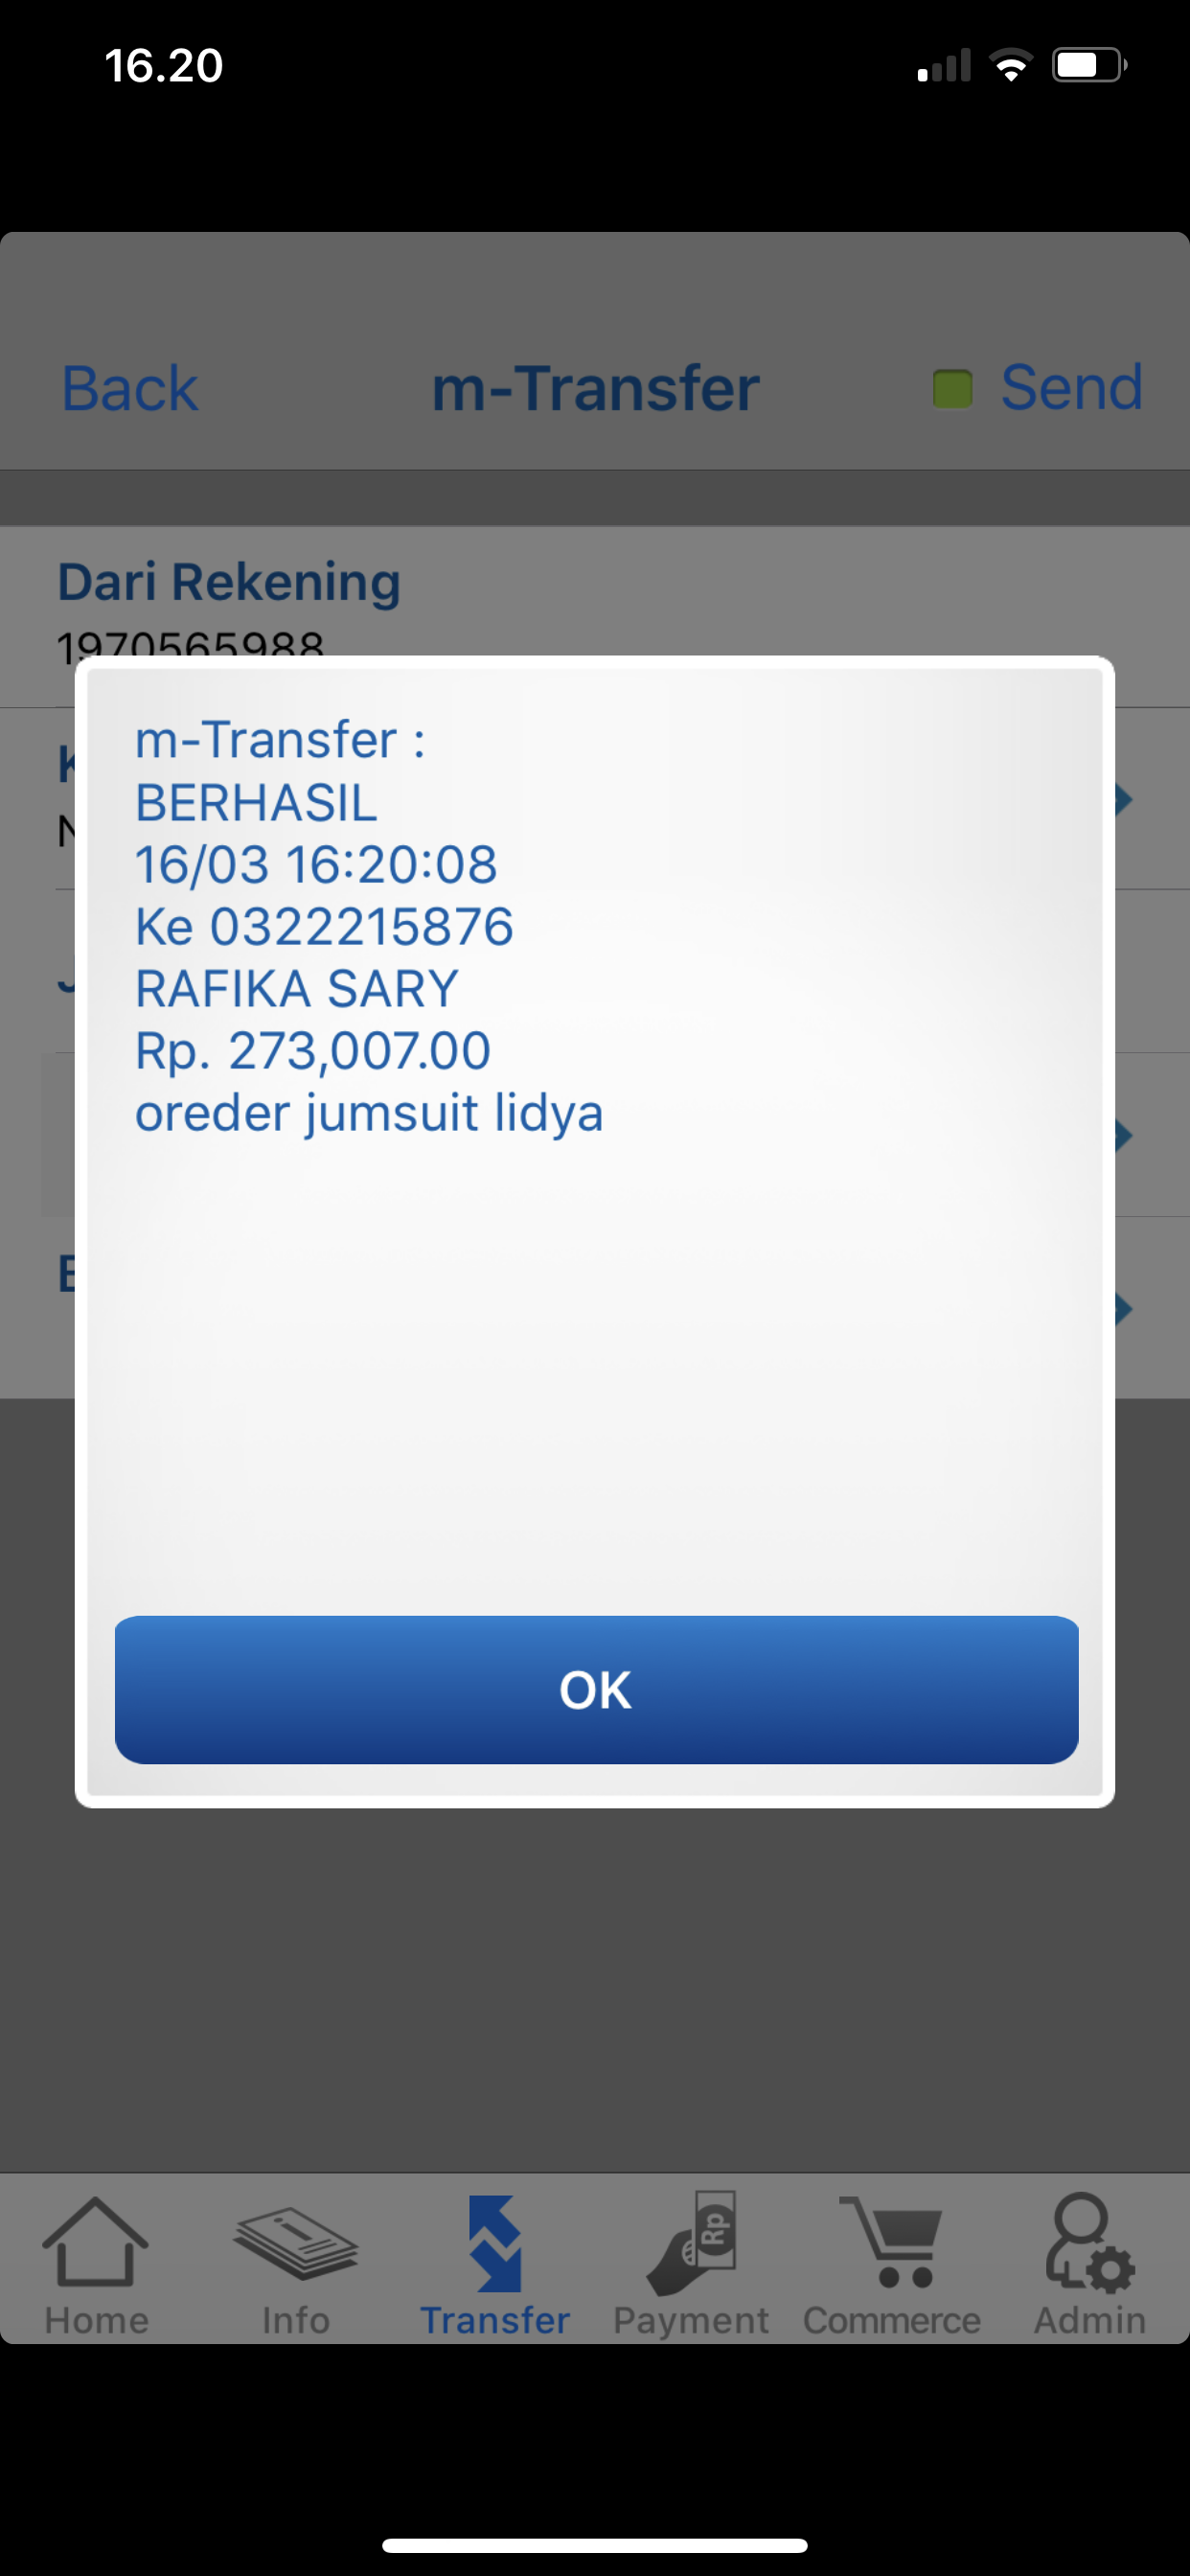 16.20
Back m-Transfer Send
Dari Rekening
1970565988
m-Transfer :
BERHASIL
16/03 16:20:08
Ke 0322215876
RAFIKA SARY
Rp. 273,007.00
oreder jumsuit lidya
OK
Rp
Home Info Transfer Payment Commerce Admin